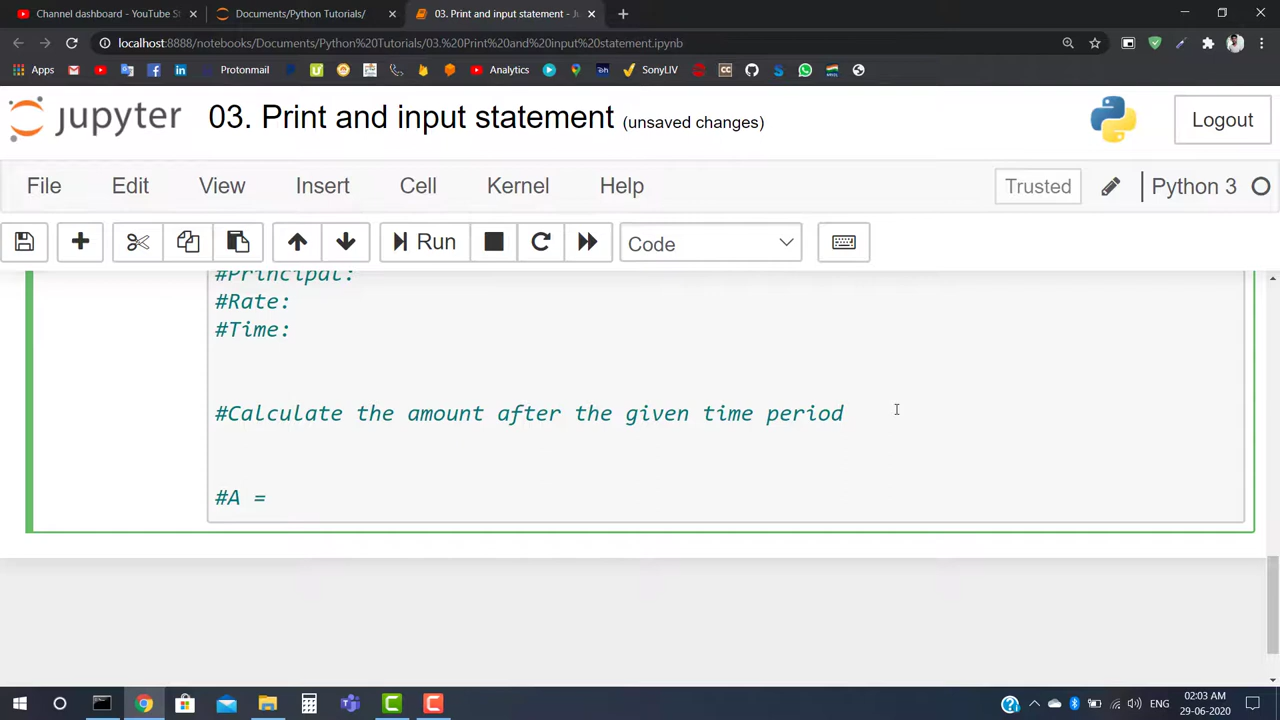 Channel dashboard - YouTube St
Documents/Python Tutorials/
03. Print and input statement - Ju
localhost:8888/notebooks/Documents/Python%20Tutorials/03.%20Print%20and%20input%20statement.ipynb
Apps
Protonmail
Analytics
SonyLIV
jupyter
03. Print and input statement (unsaved changes)
Logout
File Edit View Insert Cell Kernel Help
Trusted
Python 3
Run
Code
#Principal:
#Rate:
#Time:
#Calculate the amount after the given time period
#A =
ENG
02:03 AM
29-06-2020